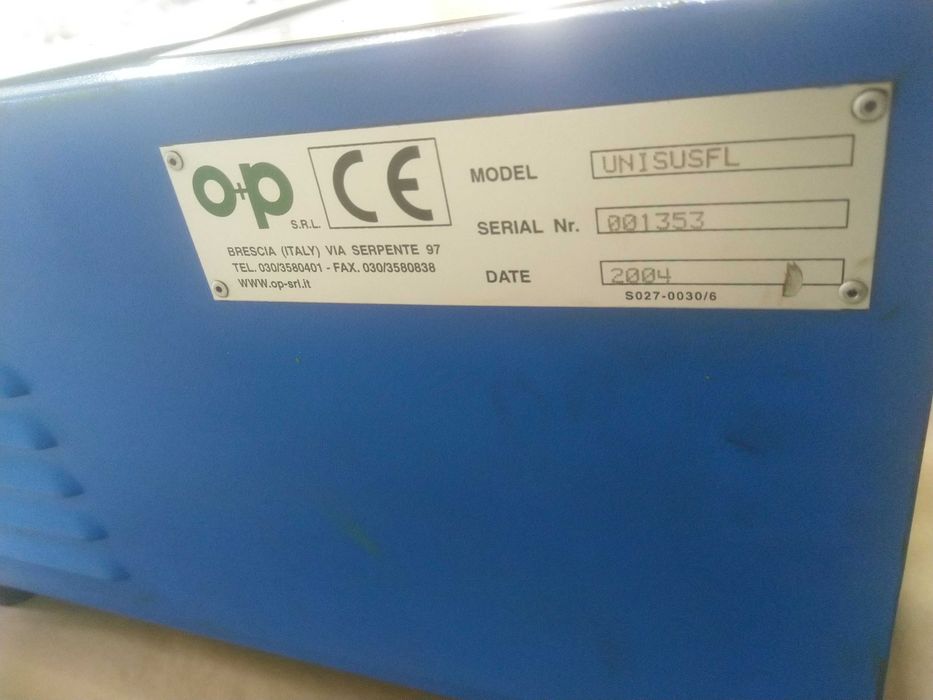 o+p S.R.L. CE
BRESCIA (ITALY) VIA SERPENTE 97
TEL. 030/3580401 - FAX. 030/3580838
www.op-srl.it
MODEL UNISUSFL
SERIAL Nr. 001353
DATE 2004
S027-0030/6